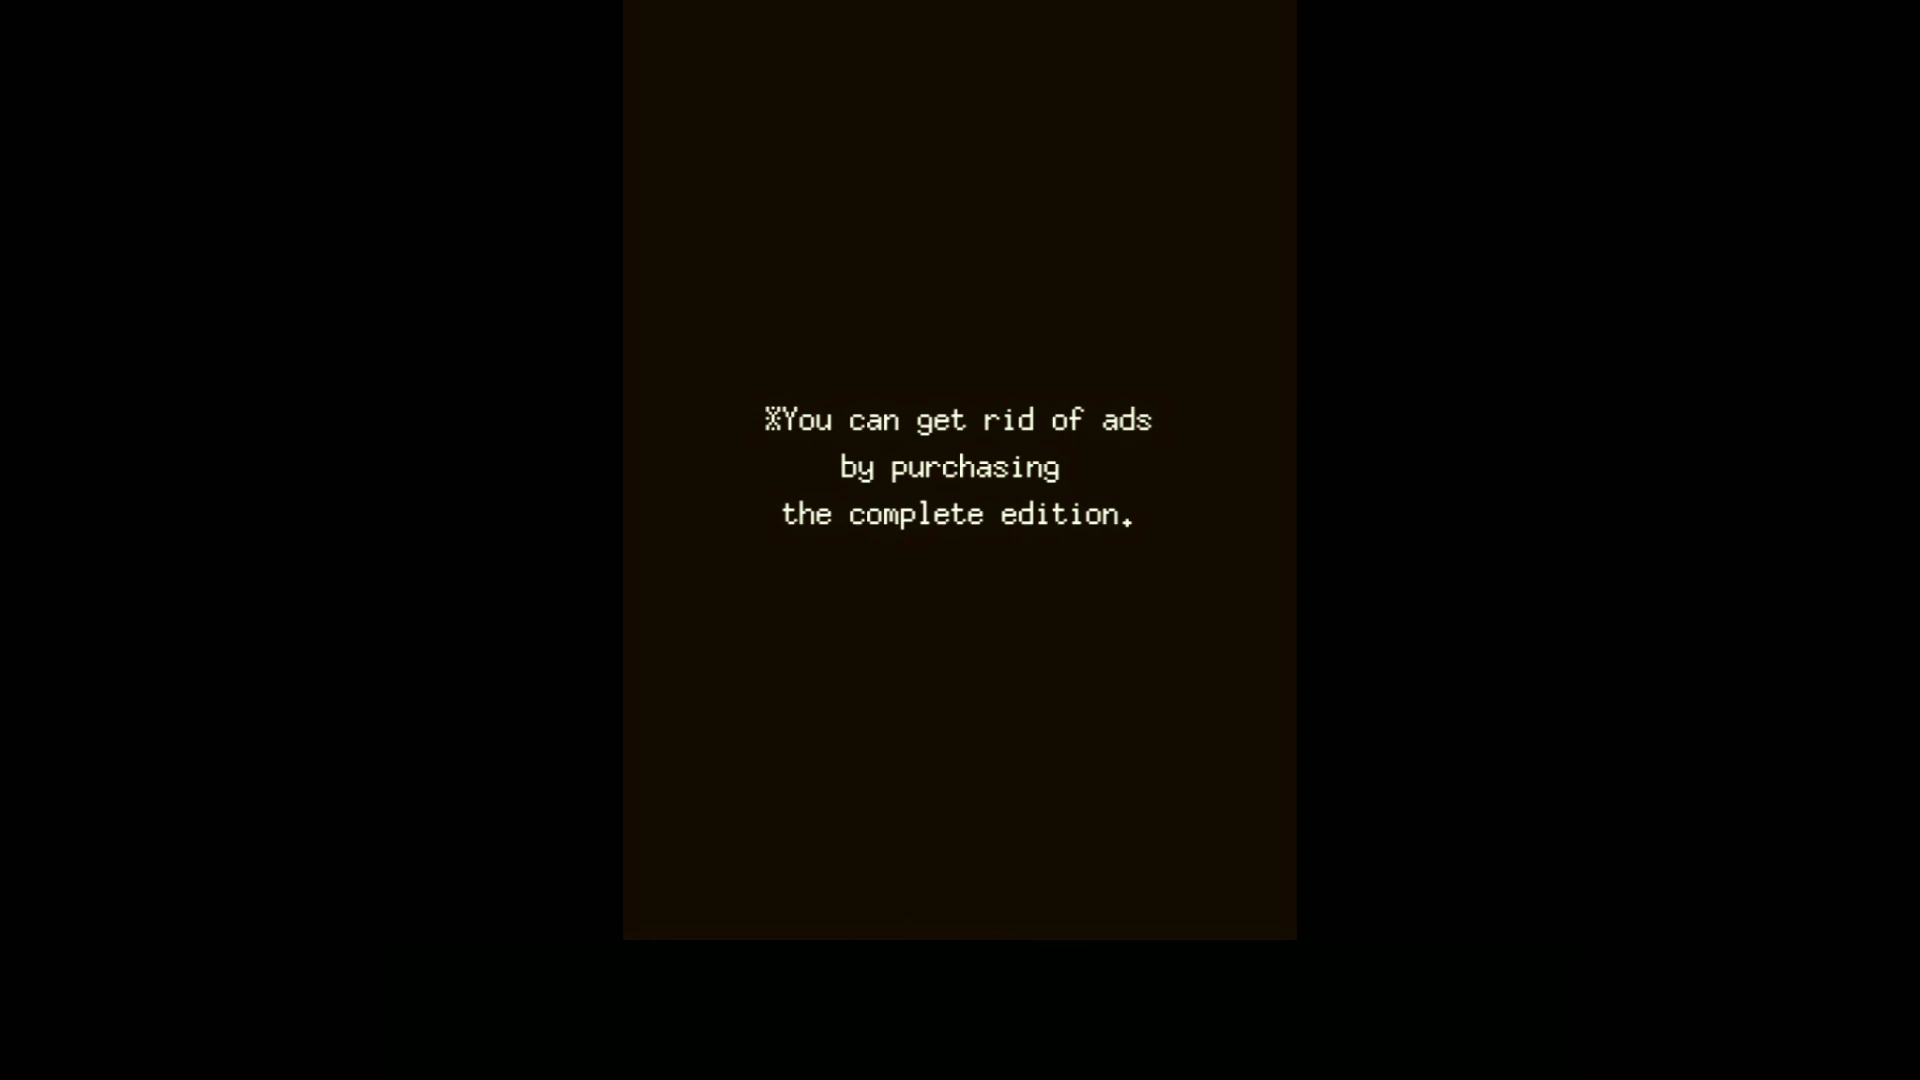 ※You can get rid of ads
by purchasing
the complete edition.